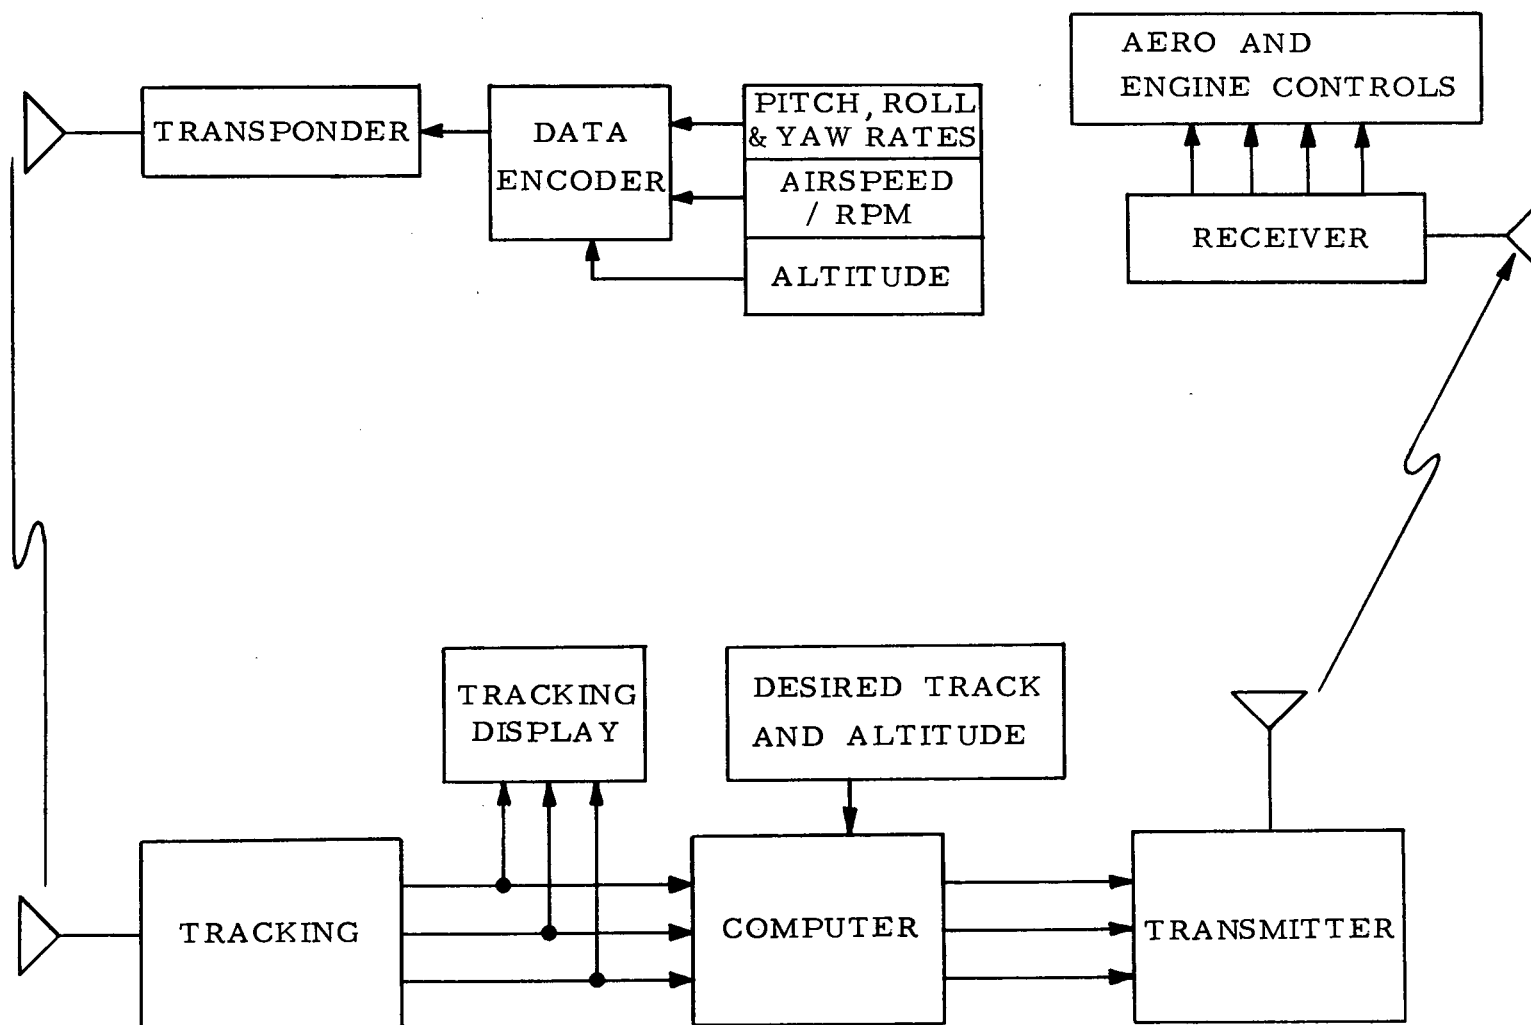 AERO AND
ENGINE CONTROLS
TRANSPONDER
DATA
ENCODER
PITCH, ROLL
& YAW RATES
AIRSPEED
/ RPM
ALTITUDE
RECEIVER
TRACKING
DISPLAY
DESIRED TRACK
AND ALTITUDE
TRACKING
COMPUTER
TRANSMITTER